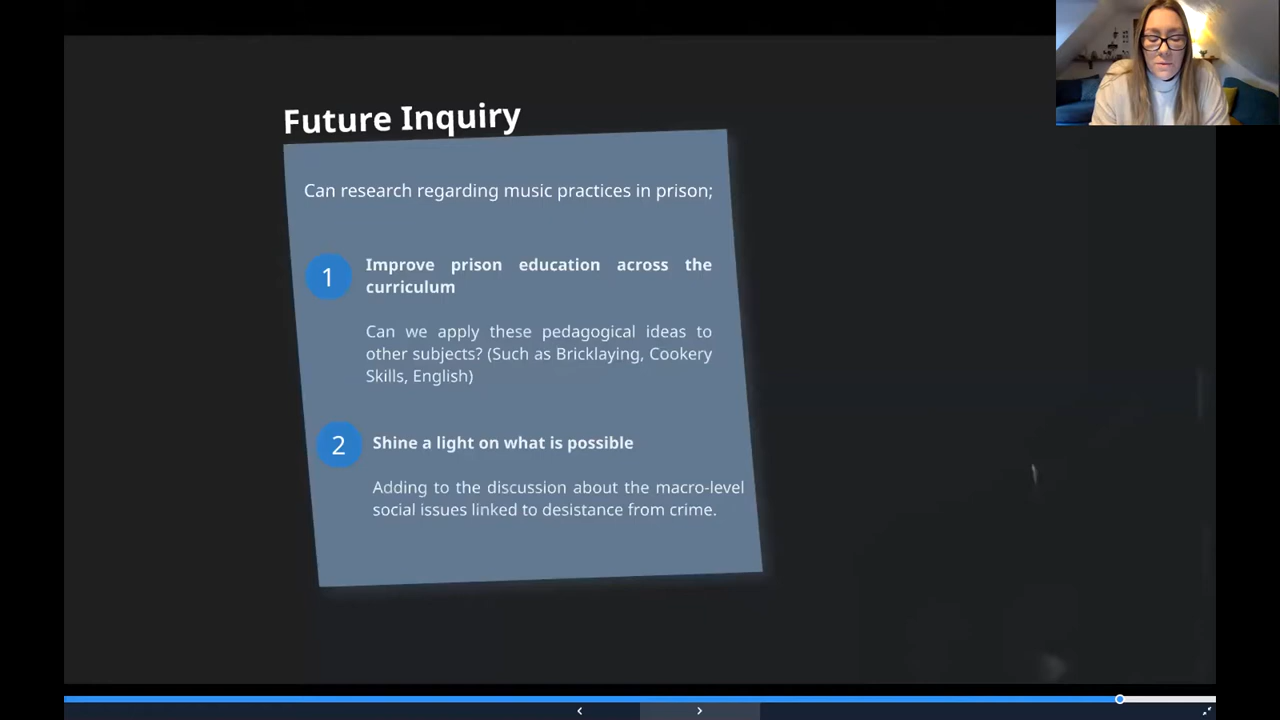 Future Inquiry
Can research regarding music practices in prison;
1
Improve prison education across the
curriculum
Can we apply these pedagogical ideas to
other subjects? (Such as Bricklaying, Cookery
Skills, English)
2
Shine a light on what is possible
Adding to the discussion about the macro-level
social issues linked to desistance from crime.